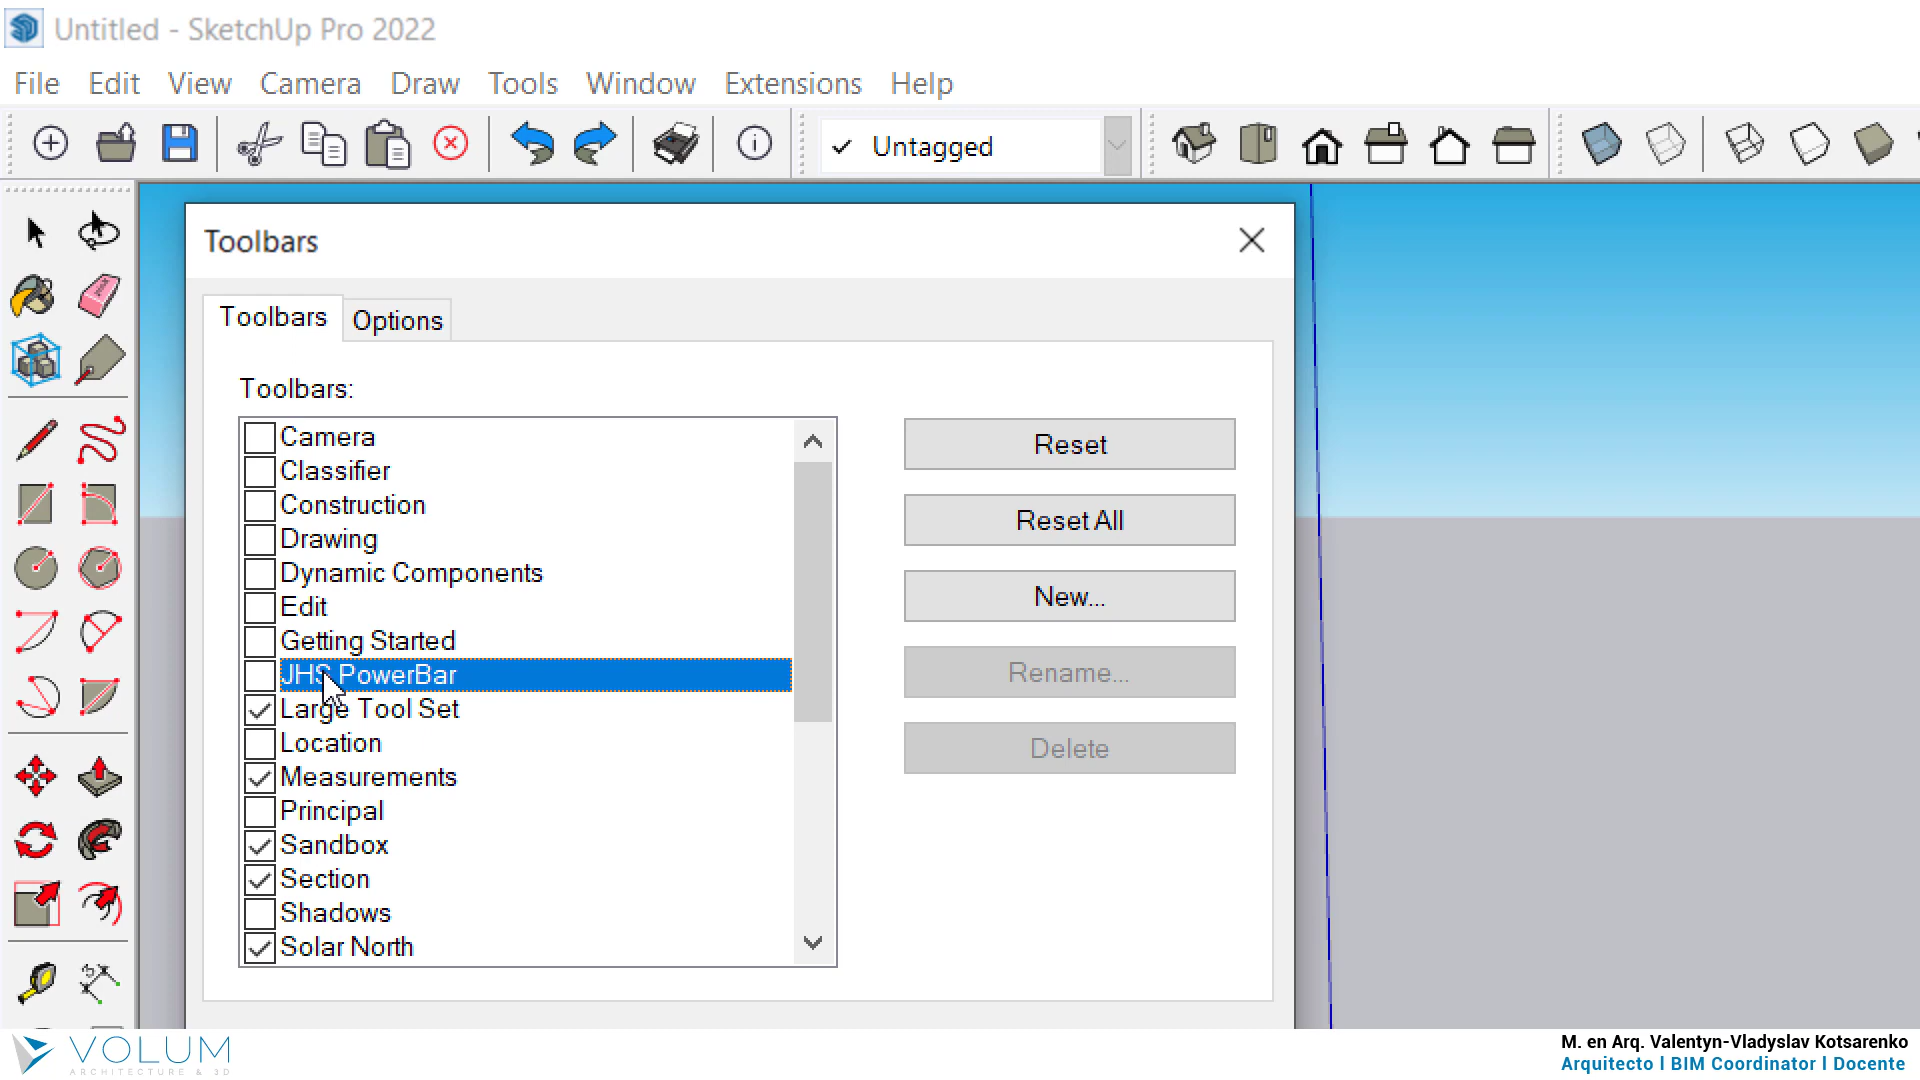 Untitled - SketchUp Pro 2022
File Edit View Camera Draw Tools Window Extensions Help
Untagged
Toolbars
Toolbars Options
Toolbars:
Camera
Classifier
Construction
Drawing
Dynamic Components
Edit
Getting Started
JHS PowerBar
Large Tool Set
Location
Measurements
Principal
Sandbox
Section
Shadows
Solar North
Reset
Reset All
New...
Rename...
Delete
VOLUM
ARCHITECTURE & 3D
M. en Arq. Valentyn-Vladyslav Kotsarenko
Arquitecto | BIM Coordinator | Docente